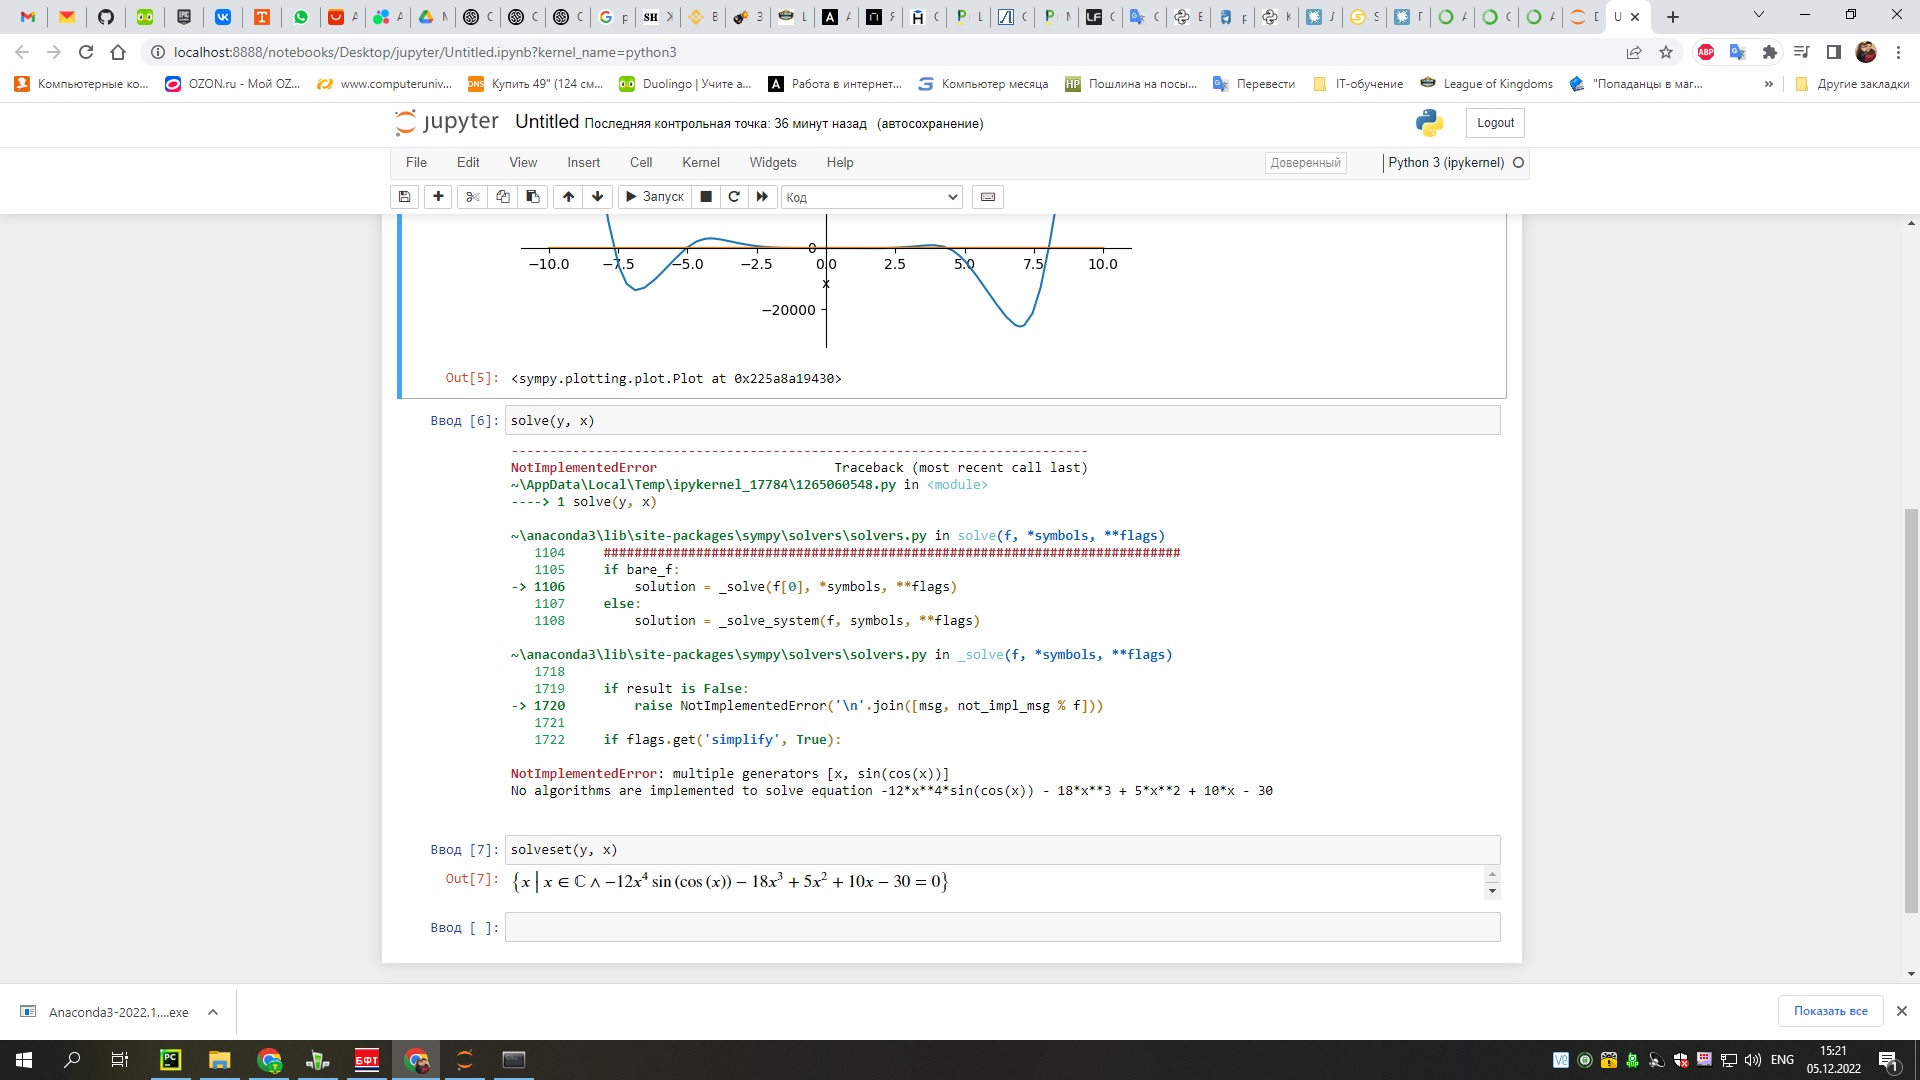 localhost:8888/notebooks/Desktop/jupyter/Untitled.ipynb?kernel_name=python3
Компьютерные ко...
OZON.ru - Мой OZ...
www.computeruniv...
Купить 49" (124 см...
Duolingo | Учите а...
Работа в интернет...
Компьютер месяца
Пошлина на посы...
Перевести
IT-обучение
League of Kingdoms
"Попаданцы в маг...
»
Другие закладки
jupyter Untitled Последняя контрольная точка: 36 минут назад (автосохранение)
Logout
File Edit View Insert Cell Kernel Widgets Help
Доверенный
Python 3 (ipykernel)
Запуск
Код
0
−10.0 −7.5 −5.0 −2.5 0.0 2.5 5.0 7.5 10.0
x
−20000
Out[5]: <sympy.plotting.plot.Plot at 0x225a8a19430>
Ввод [6]: solve(y, x)
---------------------------------------------------------------------------
NotImplementedError                       Traceback (most recent call last)
~\AppData\Local\Temp\ipykernel_17784\1265060548.py in <module>
----> 1 solve(y, x)
~\anaconda3\lib\site-packages\sympy\solvers\solvers.py in solve(f, *symbols, **flags)
1104     ###########################################################################
1105     if bare_f:
-> 1106         solution = _solve(f[0], *symbols, **flags)
1107     else:
1108         solution = _solve_system(f, symbols, **flags)
~\anaconda3\lib\site-packages\sympy\solvers\solvers.py in _solve(f, *symbols, **flags)
1718
1719     if result is False:
-> 1720         raise NotImplementedError('\n'.join([msg, not_impl_msg % f]))
1721
1722     if flags.get('simplify', True):
NotImplementedError: multiple generators [x, sin(cos(x))]
No algorithms are implemented to solve equation -12*x**4*sin(cos(x)) - 18*x**3 + 5*x**2 + 10*x - 30
Ввод [7]: solveset(y, x)
Out[7]: {x | x ∈ ℂ ∧ −12x⁴ sin (cos (x)) − 18x³ + 5x² + 10x − 30 = 0}
Ввод [ ]:
Anaconda3-2022.1....exe
Показать все
ENG
15:21
05.12.2022